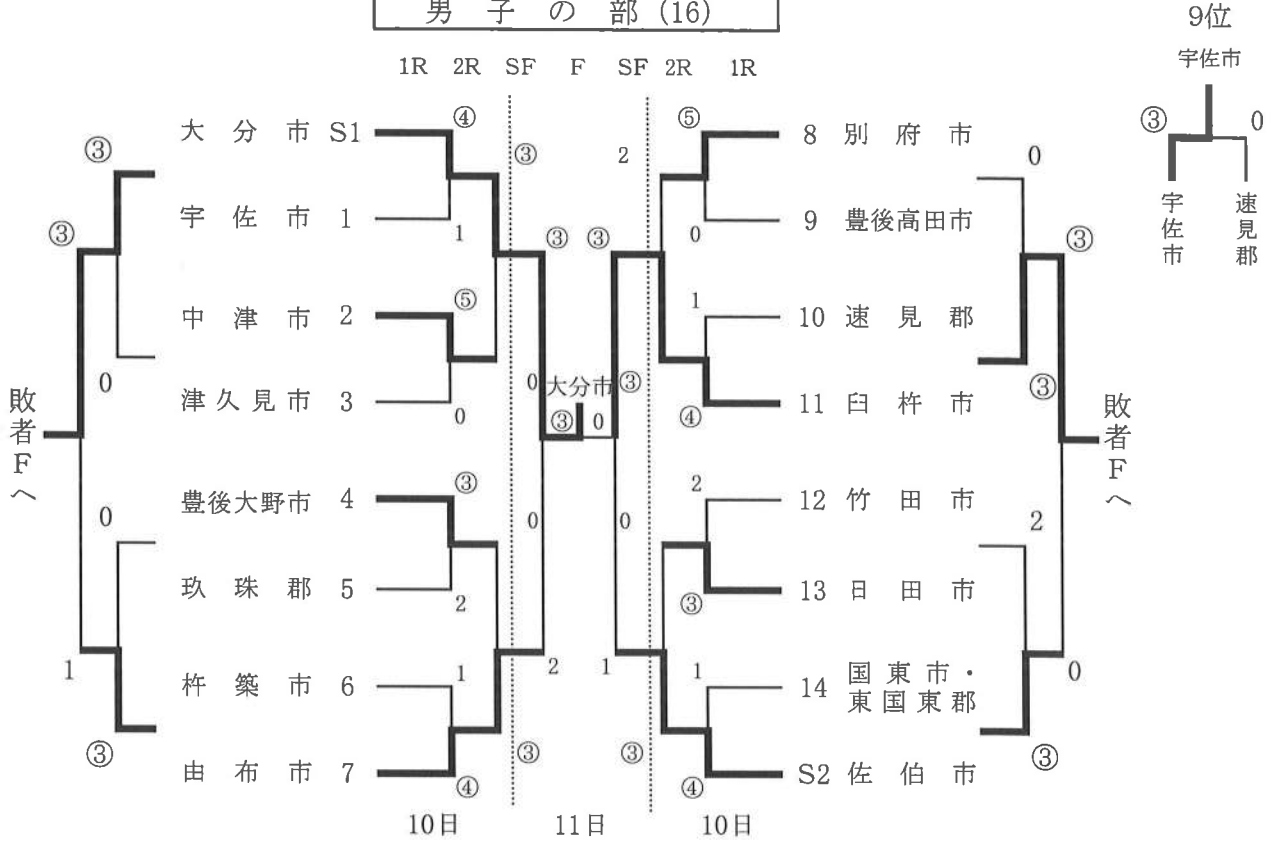 男子の部(16)
1R 2R SF F SF 2R 1R
9位
宇佐市
③ 0
宇佐市
速見郡
大分市 S1
宇佐市 1
中津市 2
津久見市 3
豊後大野市 4
玖珠郡 5
杵築市 6
由布市 7
8 別府市
9 豊後高田市
10 速見郡
11 臼杵市
12 竹田市
13 日田市
14 国東市・
東国東郡
S2 佐伯市
③
③
0
0
1
③
敗者Fへ
④
1
⑤
0
③
2
1
④
③
0
0
③
③
2
大分市
③ 0
③
1
2
③
0
③
⑤
0
1
④
2
③
1
④
0
③
③
2
0
③
敗者Fへ
10日 11日 10日